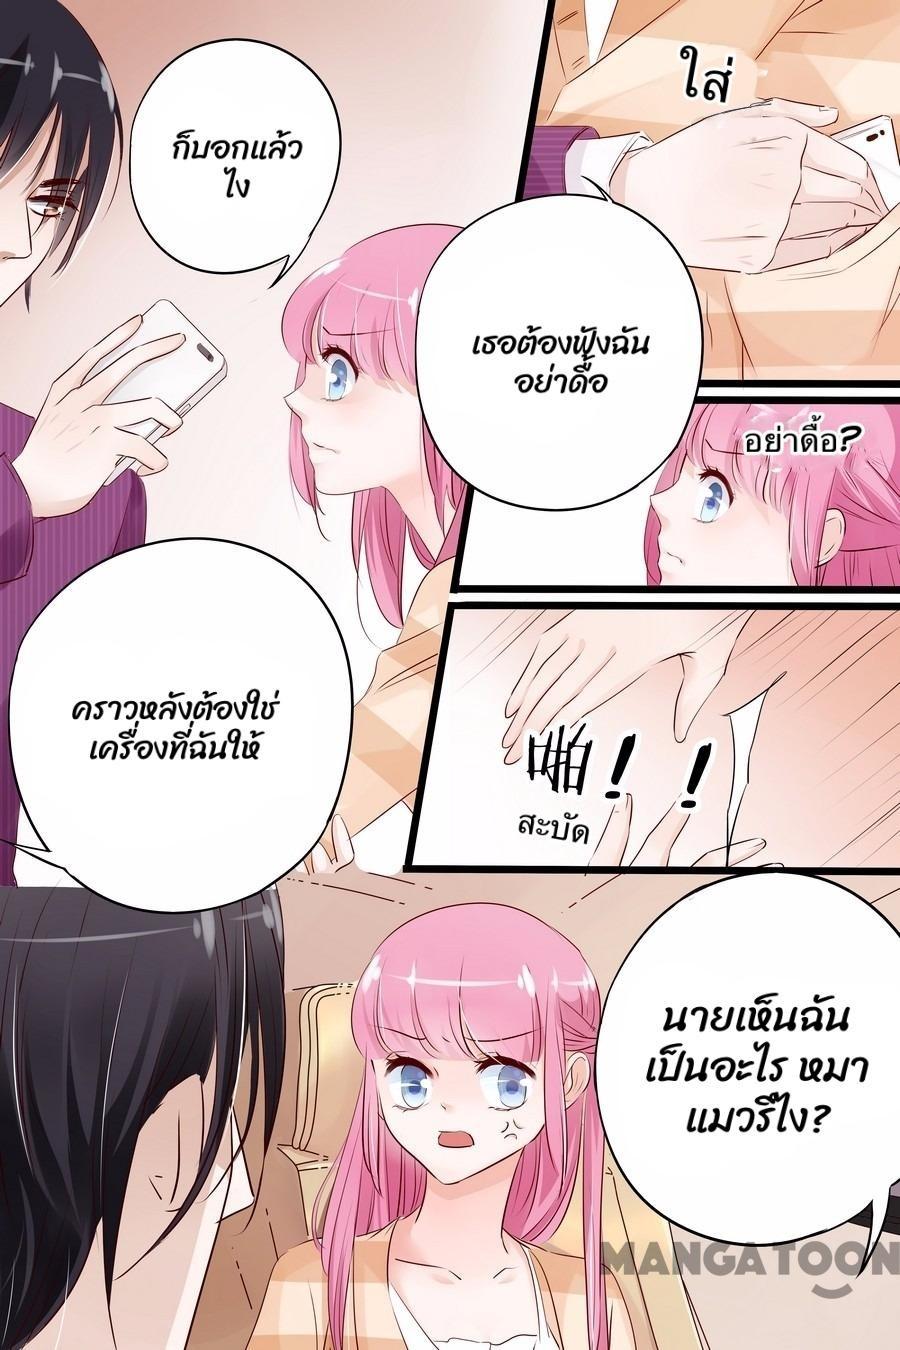 ก็บอกแล้ว
ไง
ใส่
เธอต้องฟังฉัน
อย่าดื้อ
อย่าดื้อ?
คราวหลังต้องใช่
เครื่องที่ฉันให้
啪!!
สะบัด
นายเห็นฉัน
เป็นอะไร หมา
แมวรึไง?
MANGATOON